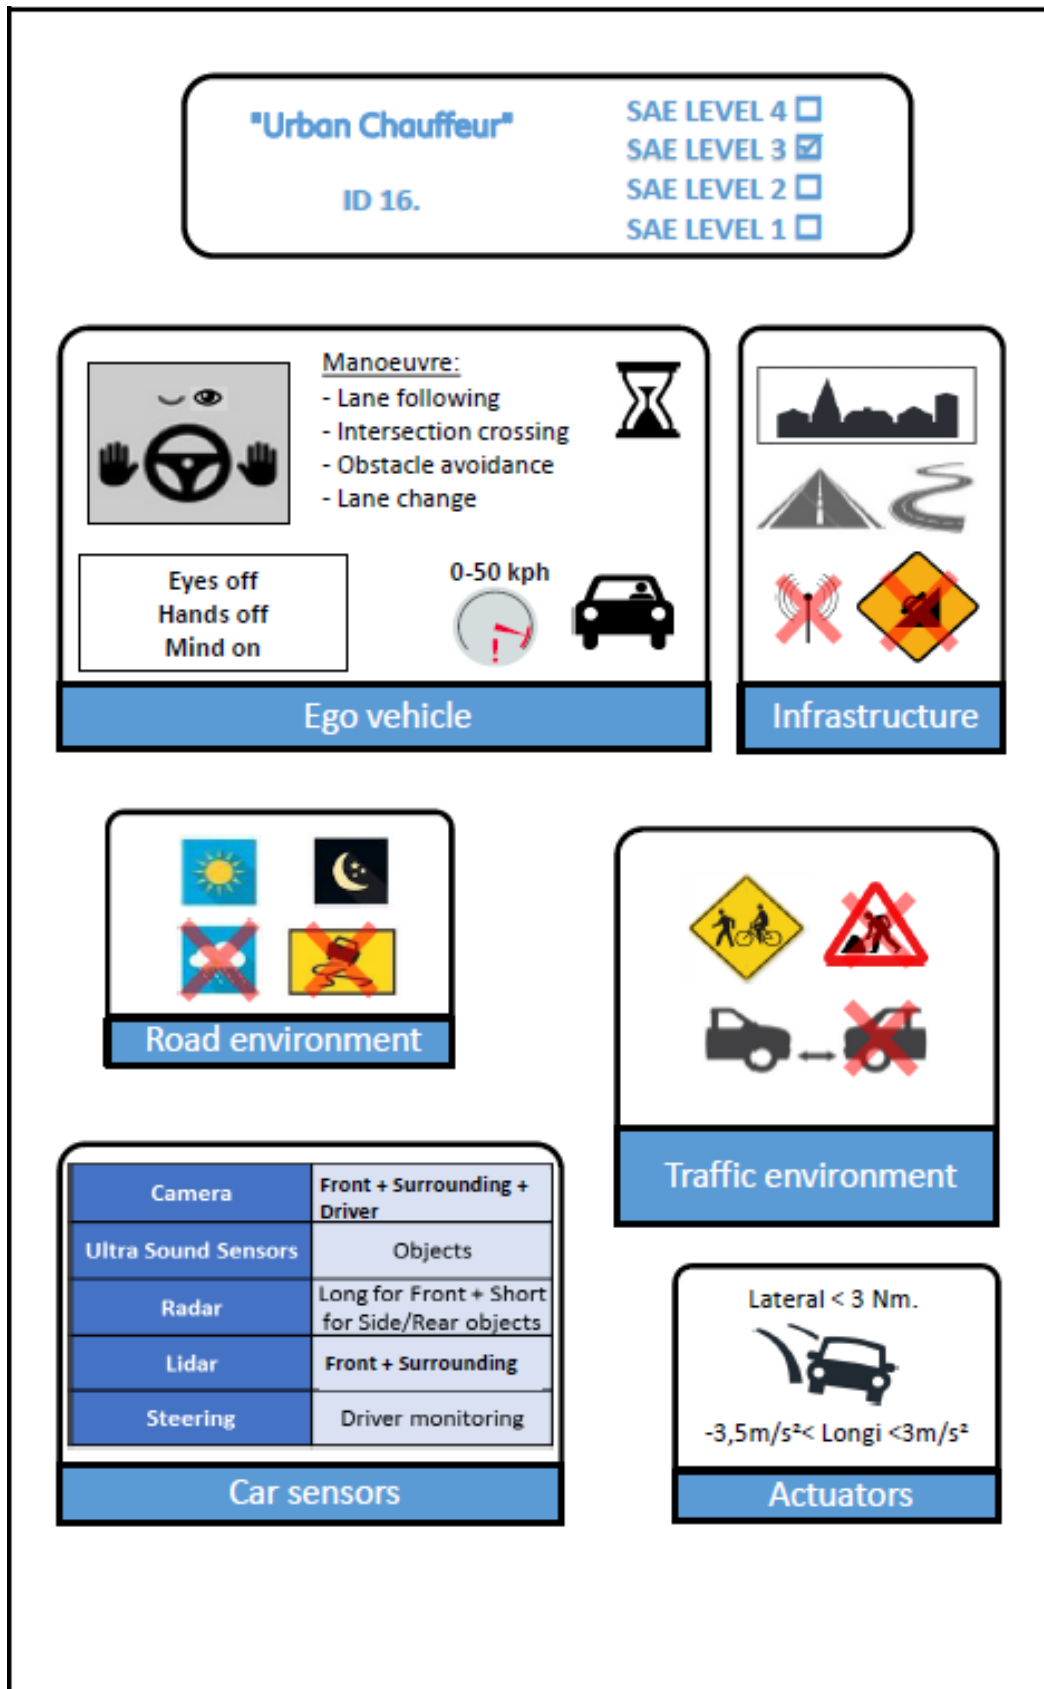 "Urban Chauffeur"
ID 16.
SAE LEVEL 4 ☐
SAE LEVEL 3 ☑
SAE LEVEL 2 ☐
SAE LEVEL 1 ☐
Manoeuvre:
- Lane following
- Intersection crossing
- Obstacle avoidance
- Lane change
Eyes off
Hands off
Mind on
0-50 kph
Ego vehicle
Infrastructure
Road environment
Traffic environment
Camera
Front + Surrounding +
Driver
Ultra Sound Sensors
Objects
Radar
Long for Front + Short
for Side/Rear objects
Lidar
Front + Surrounding
Steering
Driver monitoring
Car sensors
Lateral < 3 Nm.
-3,5m/s²< Longi <3m/s²
Actuators